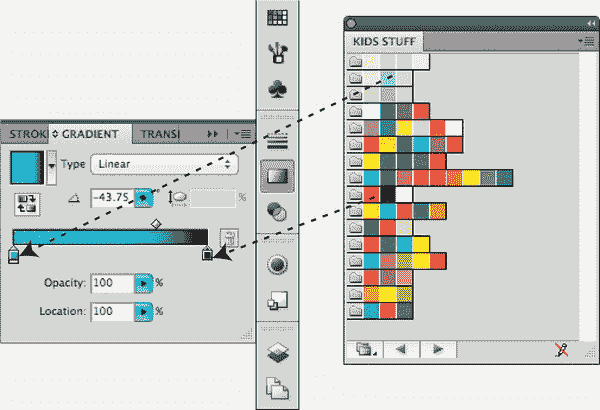 KIDS STUFF
STROK GRADIENT TRANSI
Type Linear
-43.75 °
%
Opacity: 100 %
Location: 100 %